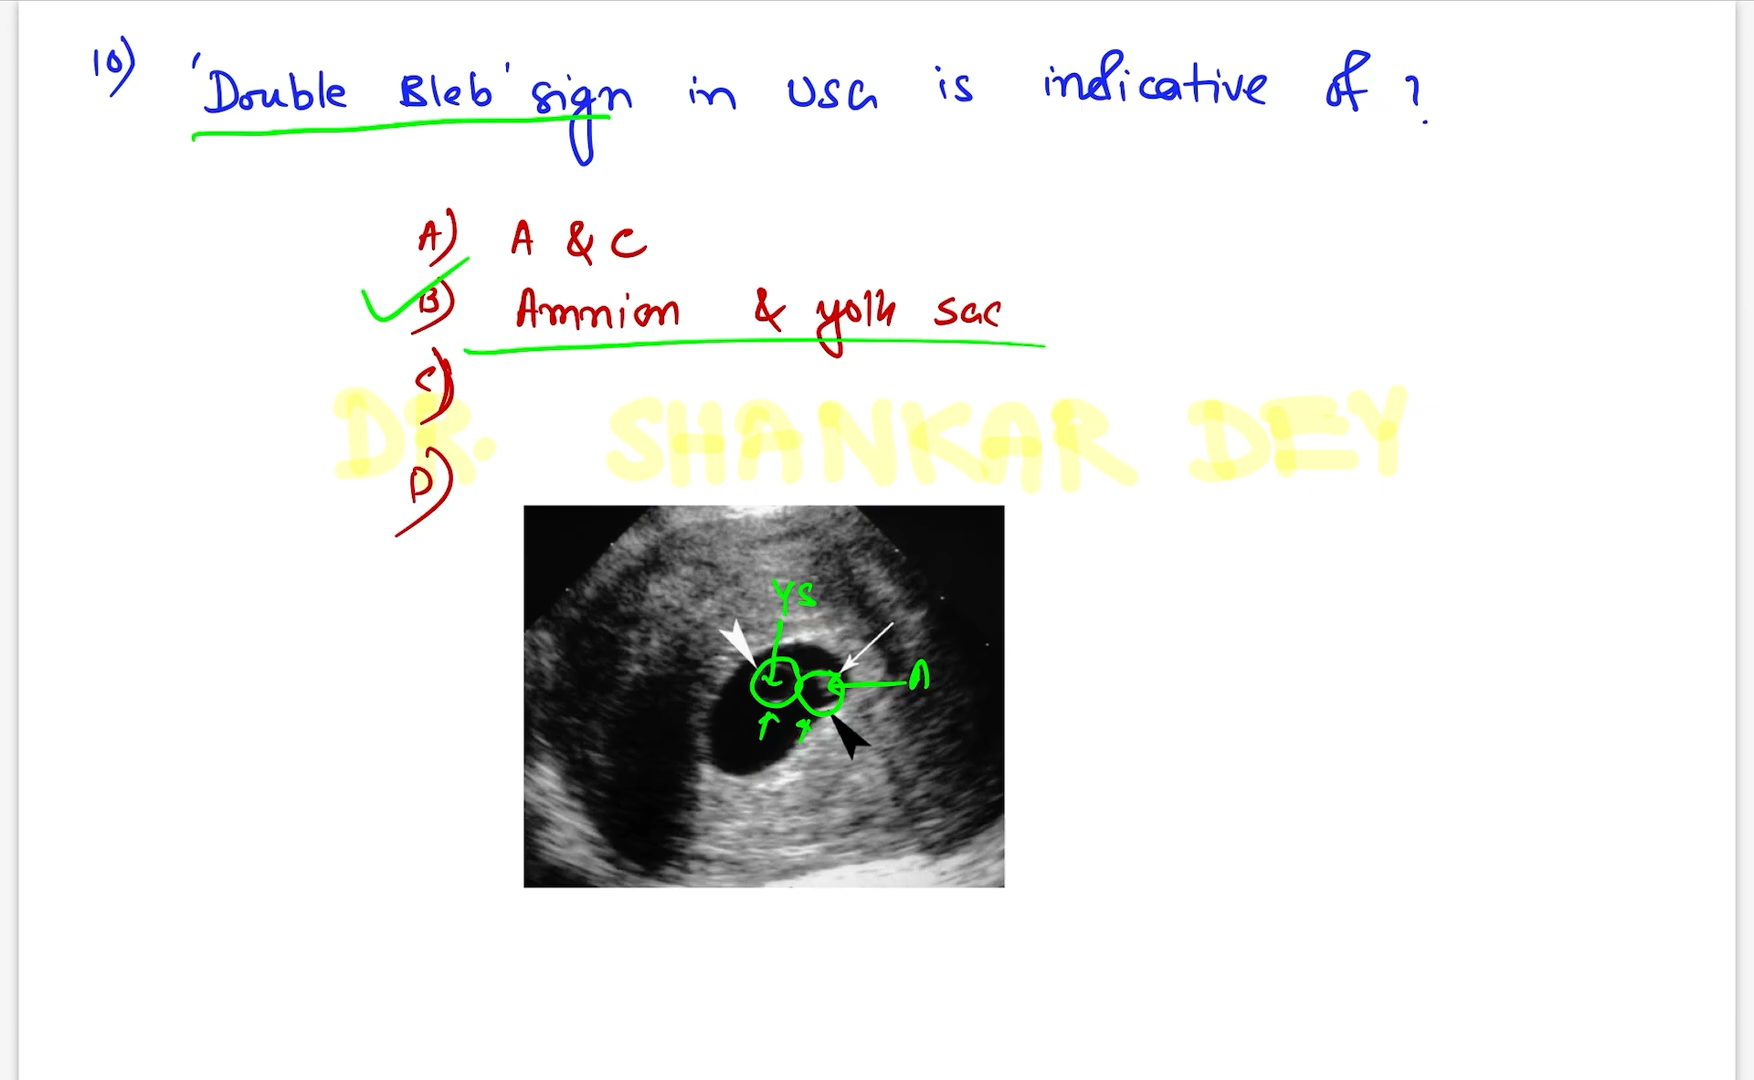 10) 'Double Bleb' sign in USG is indicative of ?
A) A & C
B) Amnion & yolk sac
C)
D)
DR. SHANKAR DEY
YS
A